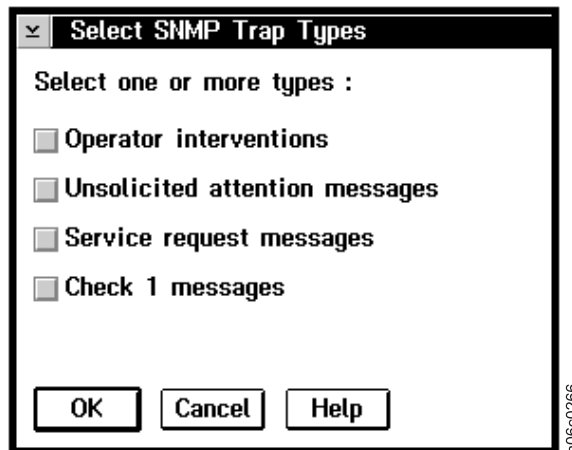 Select SNMP Trap Types
Select one or more types :
Operator interventions
Unsolicited attention messages
Service request messages
Check 1 messages
OK Cancel Help